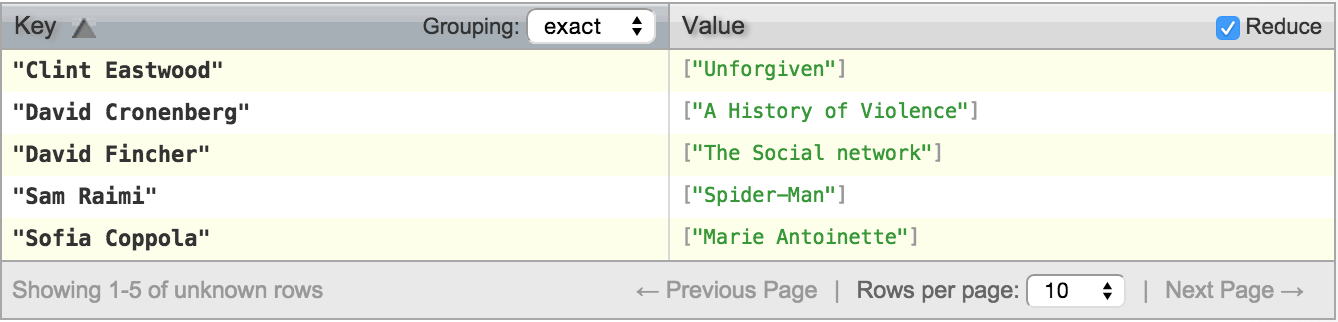 Key Grouping: exact Value Reduce
"Clint Eastwood" ["Unforgiven"]
"David Cronenberg" ["A History of Violence"]
"David Fincher" ["The Social network"]
"Sam Raimi" ["Spider-Man"]
"Sofia Coppola" ["Marie Antoinette"]
Showing 1-5 of unknown rows ← Previous Page | Rows per page: 10 | Next Page →